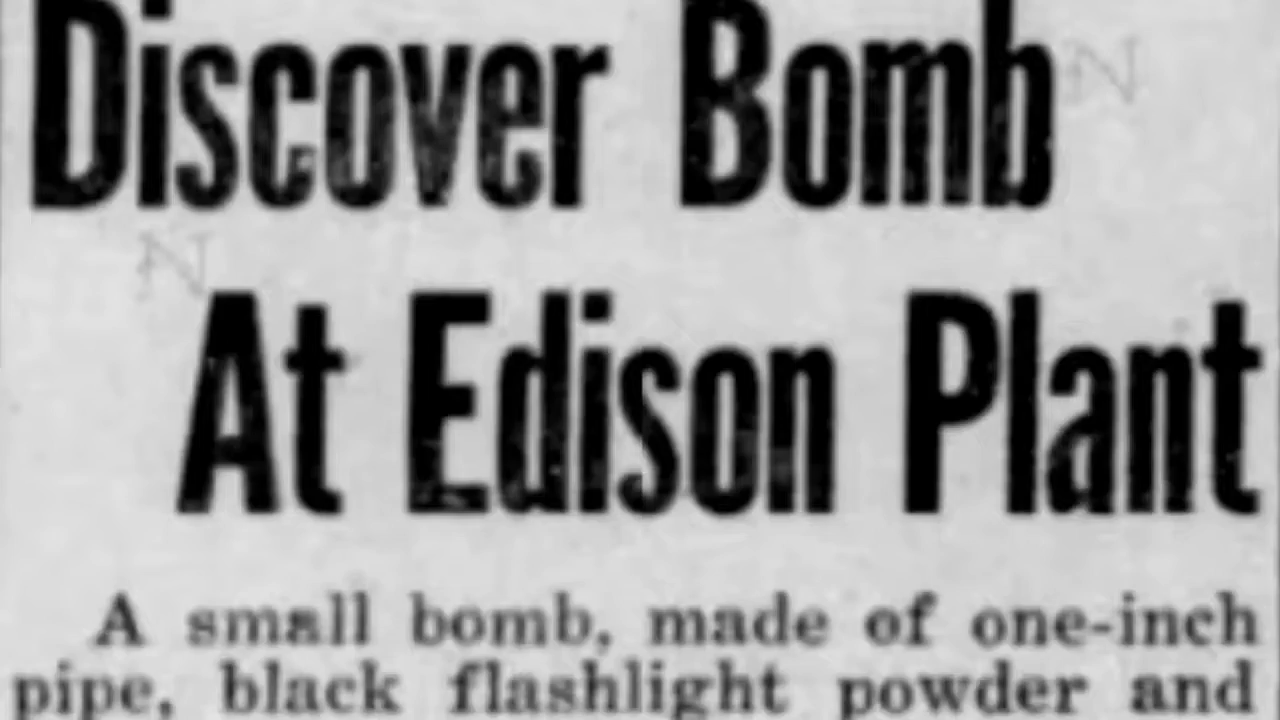 Discover Bomb
At Edison Plant
A small bomb, made of one-inch
pipe, black flashlight powder and